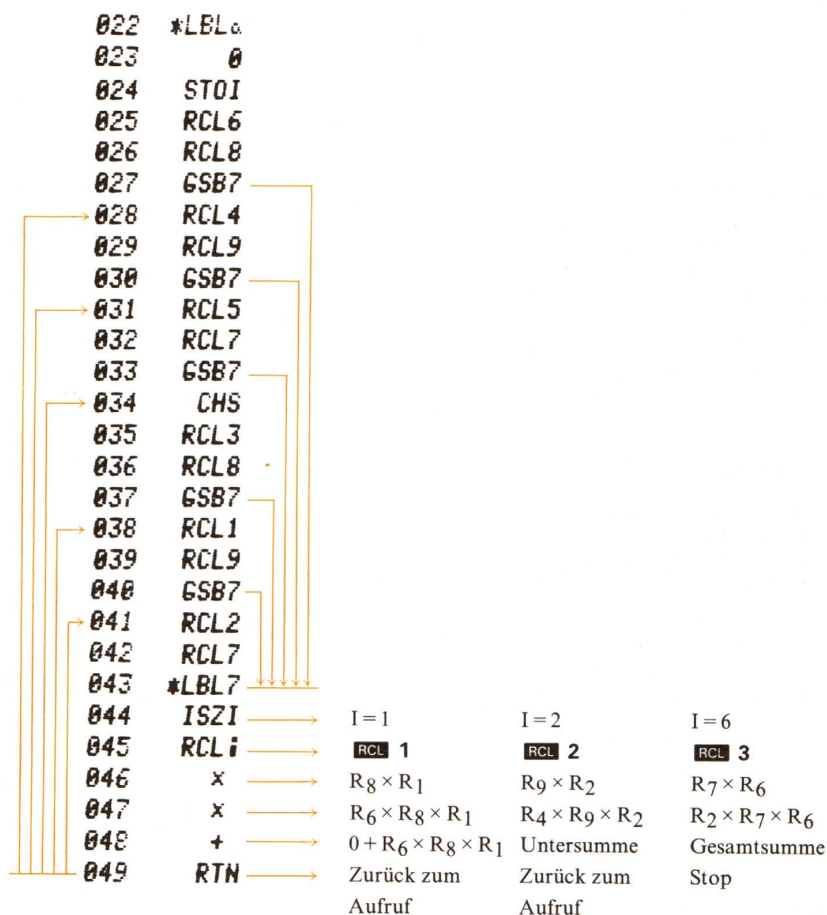 022 *LBLa
023 0
024 STOI
025 RCL6
026 RCL8
027 GSB7
028 RCL4
029 RCL9
030 GSB7
031 RCL5
032 RCL7
033 GSB7
034 CHS
035 RCL3
036 RCL8
037 GSB7
038 RCL1
039 RCL9
040 GSB7
041 RCL2
042 RCL7
043 *LBL7
044 ISZI I = 1 I = 2 I = 6
045 RCLi RCL 1 RCL 2 RCL 3
046 x R₈ × R₁ R₉ × R₂ R₇ × R₆
047 x R₆ × R₈ × R₁ R₄ × R₉ × R₂ R₂ × R₇ × R₆
048 + 0 + R₆ × R₈ × R₁ Untersumme Gesamtsumme
049 RTN Zurück zum Zurück zum Stop
Aufruf Aufruf